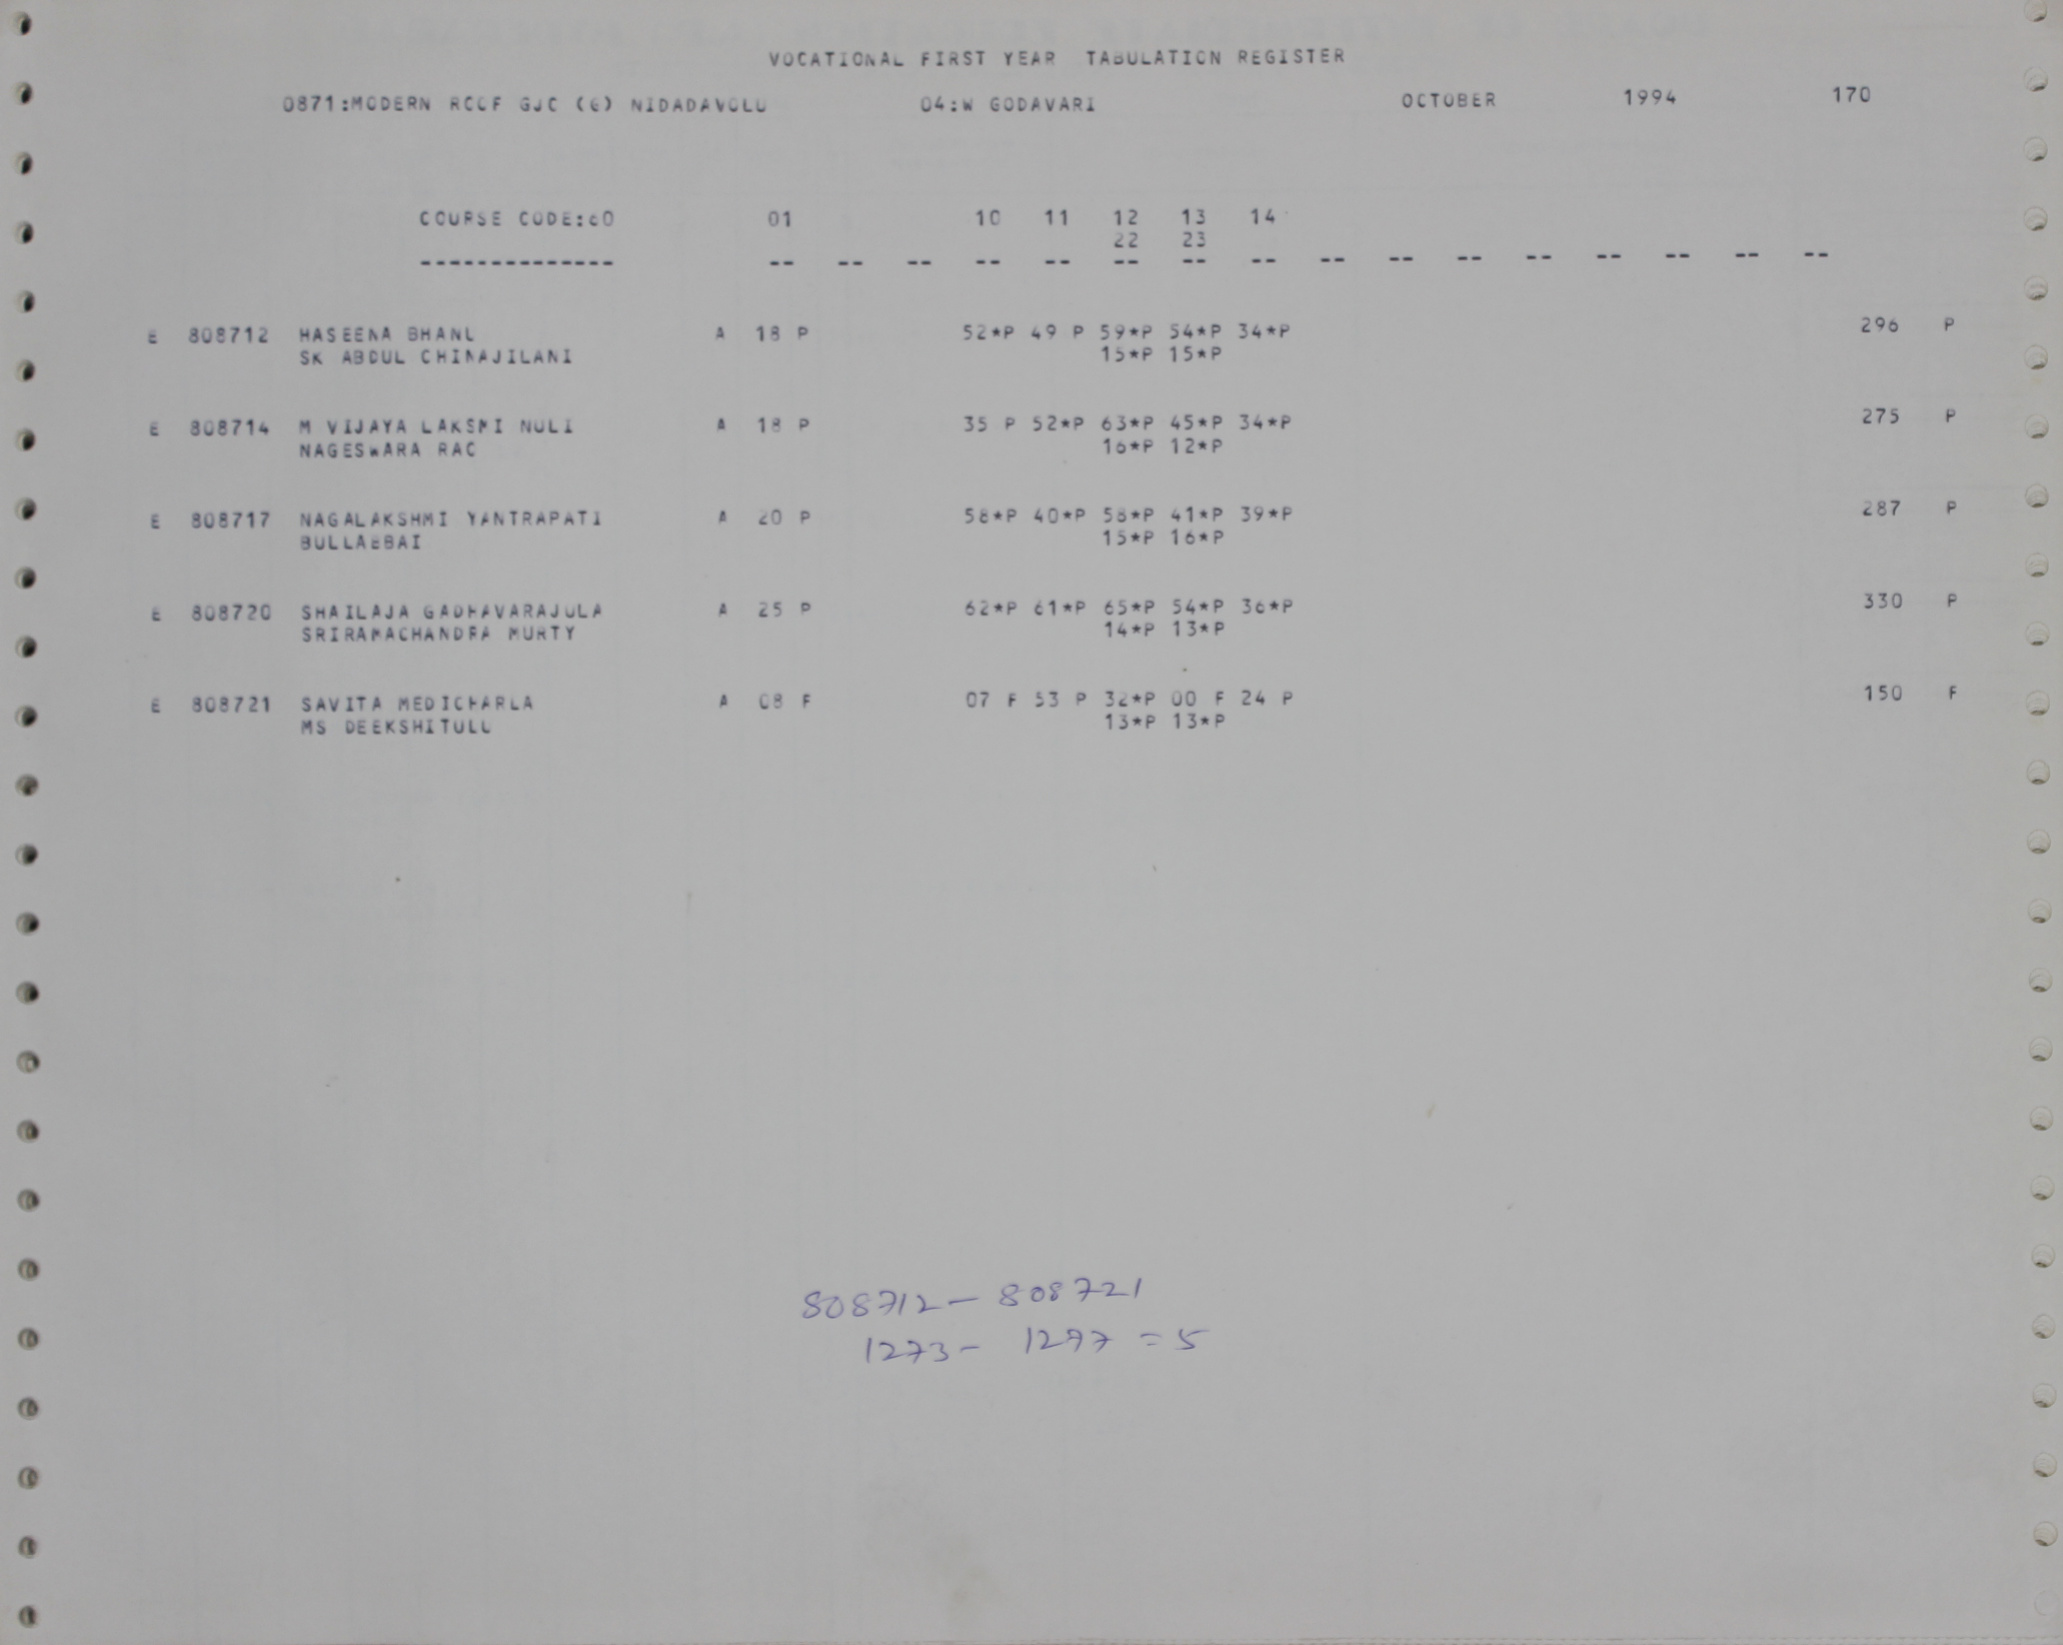 VOCATIONAL FIRST YEAR TABULATION REGISTER
0871:MODERN ROOF GJC (G) NIDADAVOLU 04:W GODAVARI OCTOBER 1994 170
COURSE CODE:60 01 10 11 12 13 14
22 23
-------------- -- -- -- -- -- -- -- -- -- -- -- -- -- -- -- --
E 808712 HASEENA BHANU A 18 P 52*P 49 P 59*P 54*P 34*P 296 P
SK ABDUL CHINAJILANI 15*P 15*P
E 808714 M VIJAYA LAKSMI NULI A 18 P 35 P 52*P 63*P 45*P 34*P 275 P
NAGESWARA RAO 16*P 12*P
E 808717 NAGALAKSHMI YANTRAPATI A 20 P 58*P 40*P 58*P 41*P 39*P 287 P
BULLABBAI 15*P 16*P
E 808720 SHAILAJA GADHAVARAJULA A 25 P 62*P 61*P 65*P 54*P 36*P 330 P
SRIRAMACHANDRA MURTY 14*P 13*P
E 808721 SAVITA MEDICHARLA A 08 F 07 F 53 P 32*P 00 F 24 P 150 F
MS DEEKSHITULU 13*P 13*P
808712 - 808721
1273 - 1277 = 5